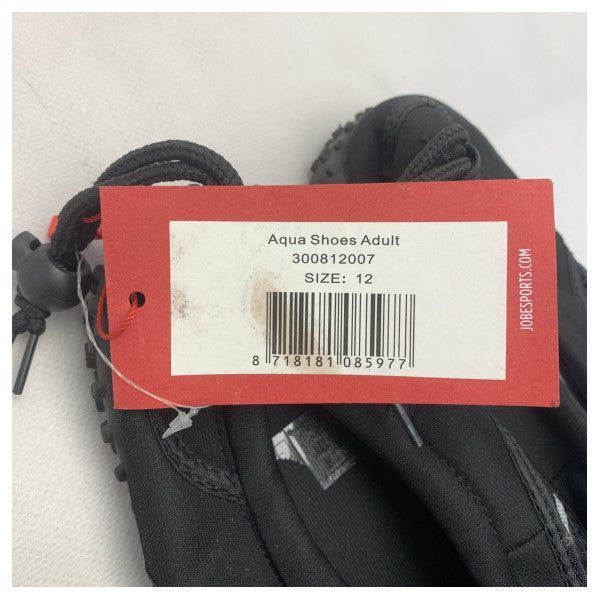 Aqua Shoes Adult
300812007
SIZE: 12
8 718181 085977
JOBESPORTS.COM